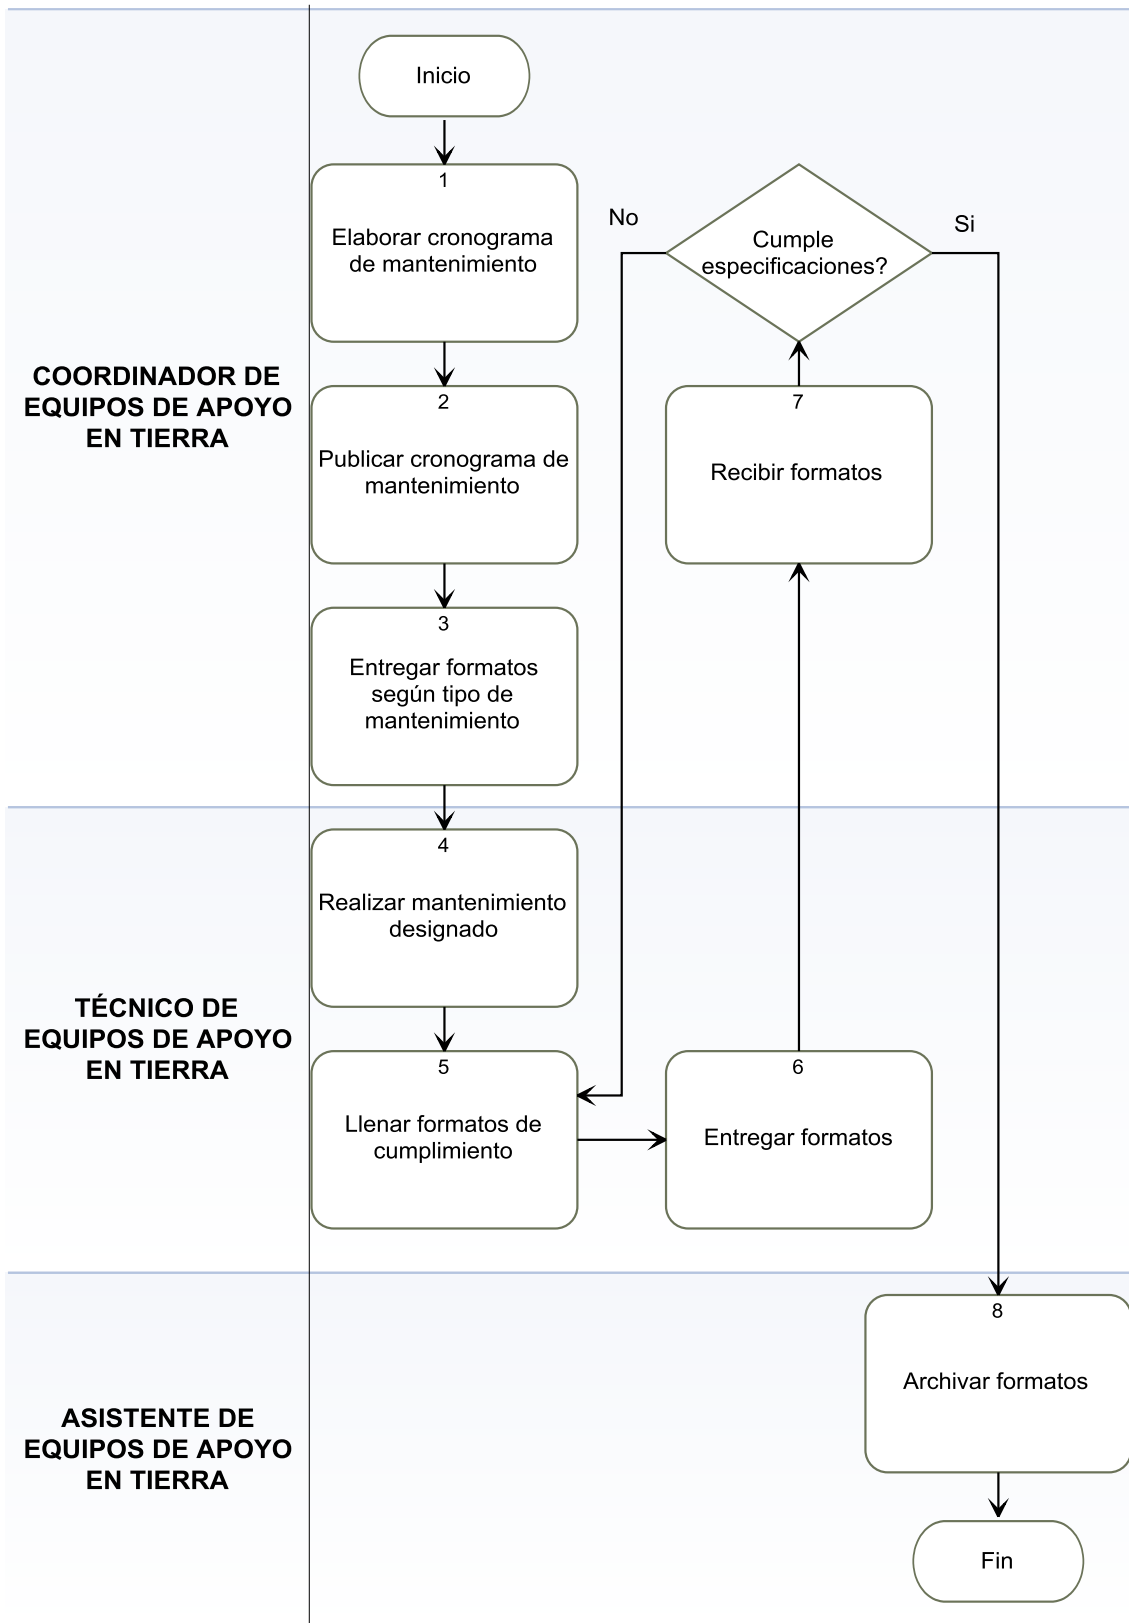 COORDINADOR DE
EQUIPOS DE APOYO
EN TIERRA
Inicio
1
Elaborar cronograma
de mantenimiento
2
Publicar cronograma de
mantenimiento
3
Entregar formatos
según tipo de
mantenimiento
No
Cumple
especificaciones?
Si
7
Recibir formatos
TÉCNICO DE
EQUIPOS DE APOYO
EN TIERRA
4
Realizar mantenimiento
designado
5
Llenar formatos de
cumplimiento
6
Entregar formatos
ASISTENTE DE
EQUIPOS DE APOYO
EN TIERRA
8
Archivar formatos
Fin